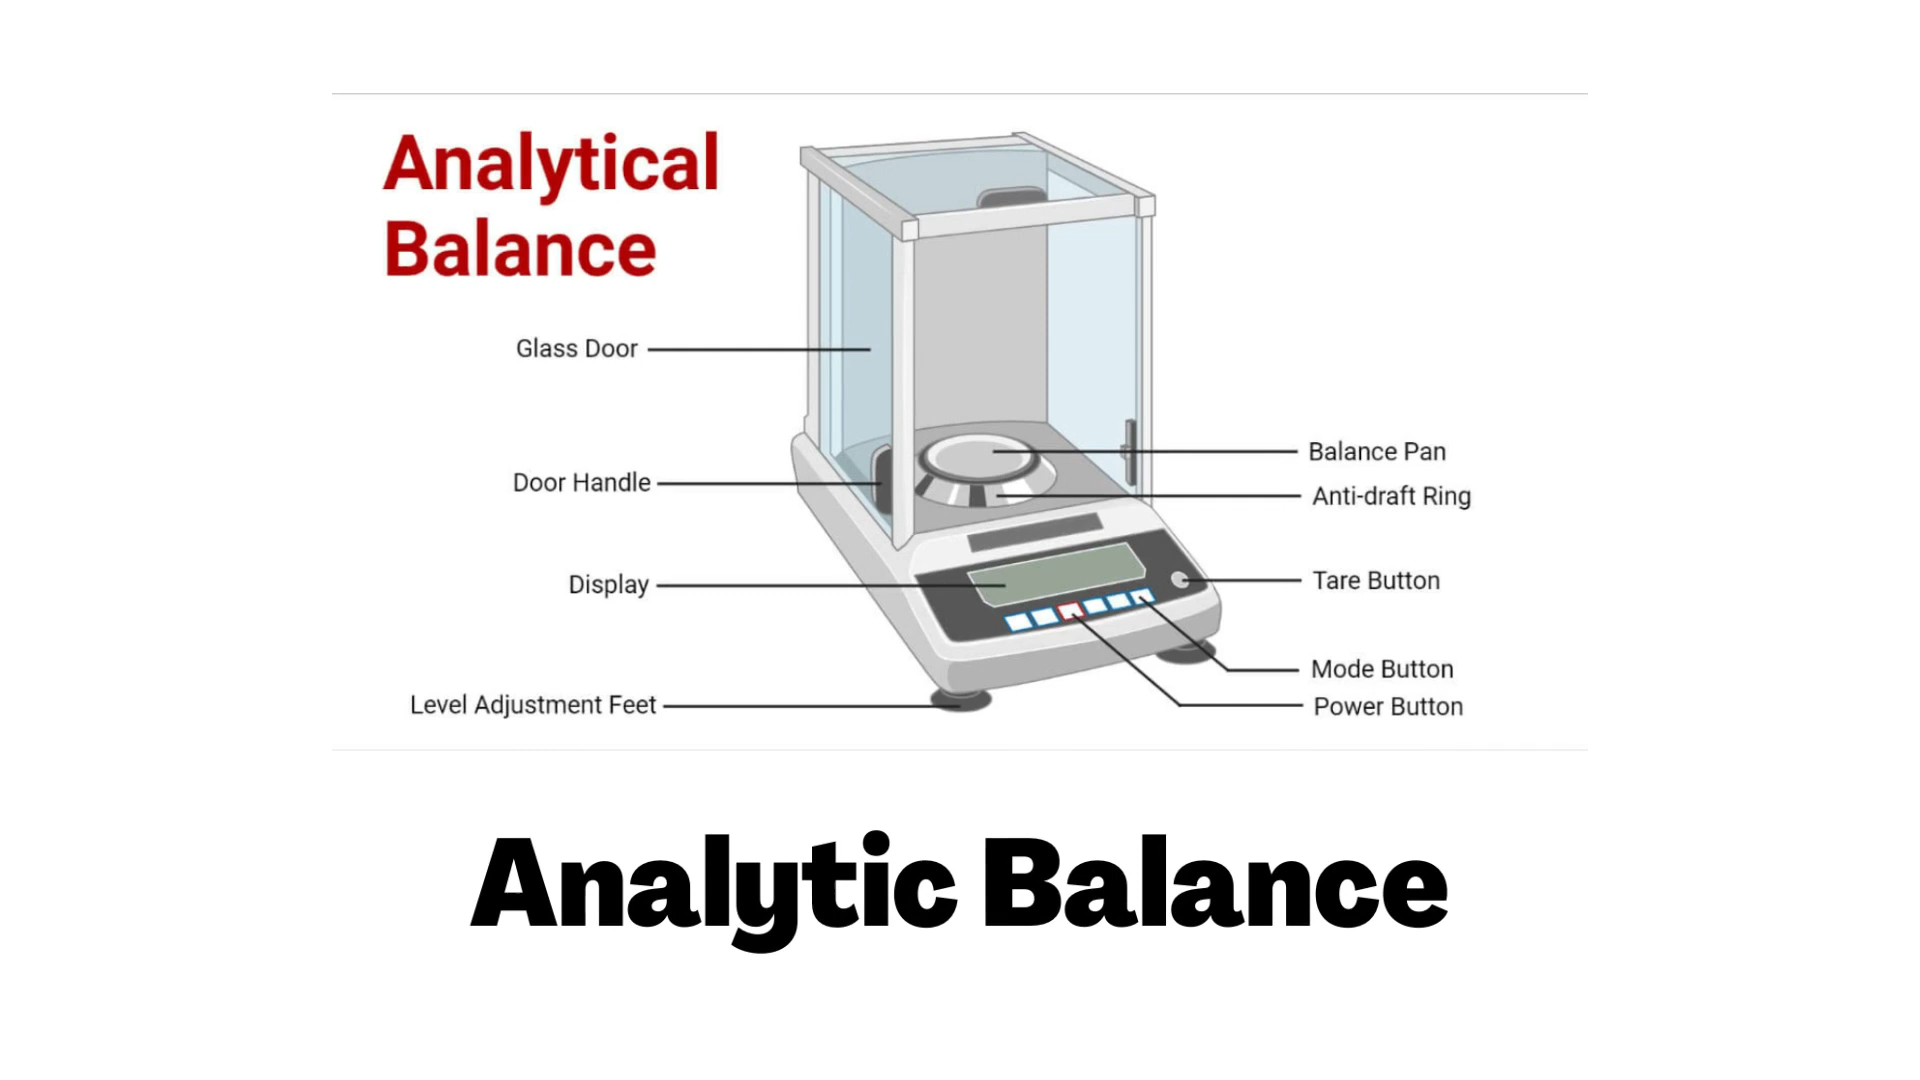 Analytical
Balance
Glass Door
Door Handle
Display
Level Adjustment Feet
Balance Pan
Anti-draft Ring
Tare Button
Mode Button
Power Button
Analytic Balance